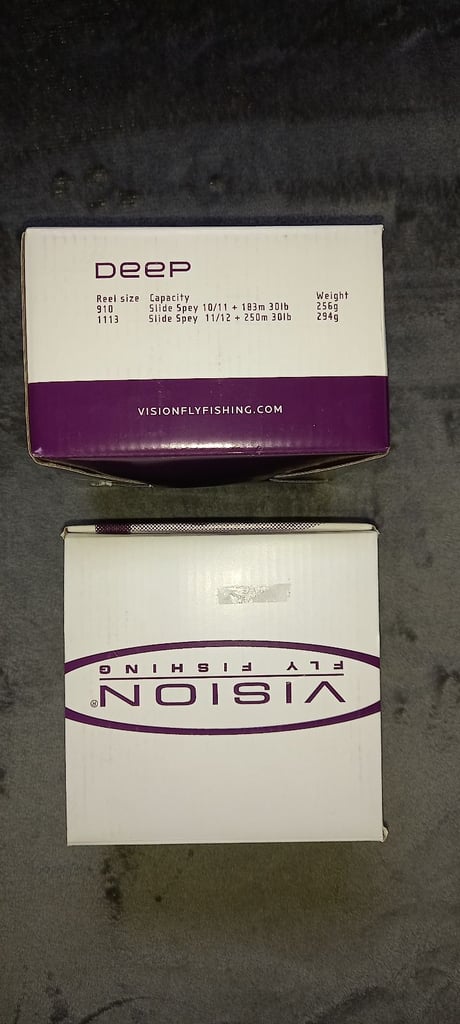 DEEP
Reel size Capacity Weight
910 Slide Spey 10/11 + 183m 30lb 256g
1113 Slide Spey 11/12 + 250m 30lb 294g
VISIONFLYFISHING.COM
VISION®
FLY FISHING